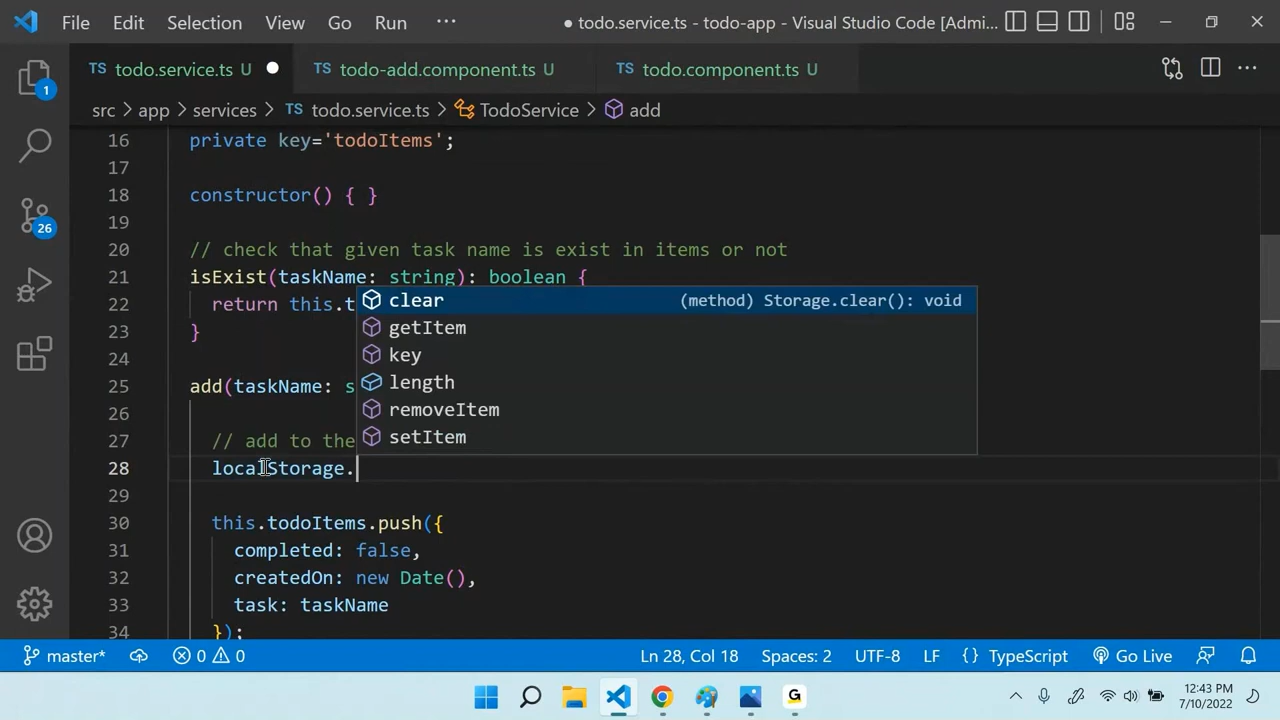 File Edit Selection View Go Run ··· ● todo.service.ts - todo-app - Visual Studio Code [Admi...
TS todo.service.ts U ● TS todo-add.component.ts U TS todo.component.ts U ···
src > app > services > TS todo.service.ts > TodoService > add
16 private key='todoItems';
17
18 constructor() { }
19
20 // check that given task name is exist in items or not
21 isExist(taskName: string): boolean {
22 return this.t
23 }
24
25 add(taskName: s
26
27 // add to the
28 localStorage.
29
30 this.todoItems.push({
31 completed: false,
32 createdOn: new Date(),
33 task: taskName
34 });
clear (method) Storage.clear(): void
getItem
key
length
removeItem
setItem
1
26
master* 0 0 Ln 28, Col 18 Spaces: 2 UTF-8 LF {} TypeScript Go Live
G
12:43 PM
7/10/2022